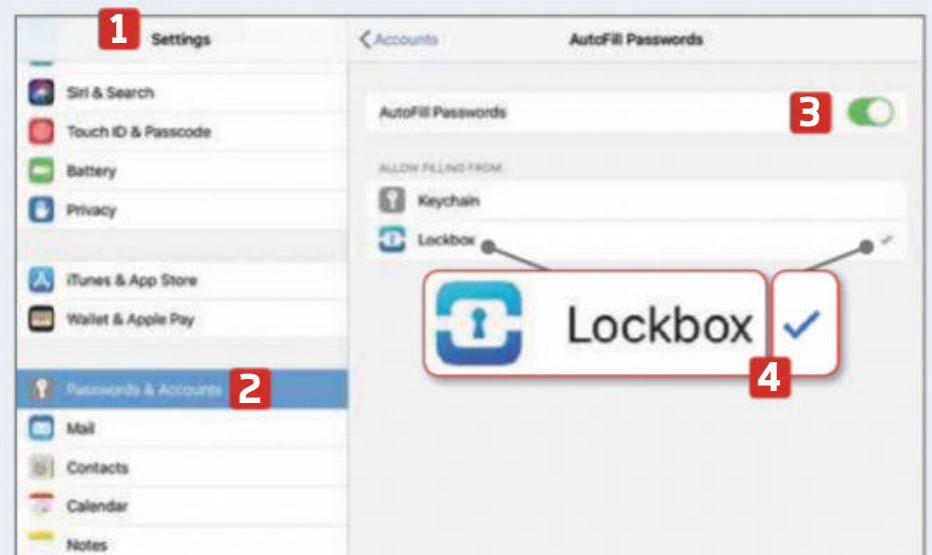 1
Settings
Siri & Search
Touch ID & Passcode
Battery
Privacy
iTunes & App Store
Wallet & Apple Pay
Passwords & Accounts
2
Mail
Contacts
Calendar
Notes
Accounts
AutoFill Passwords
AutoFill Passwords
3
ALLOW FILLING FROM:
Keychain
Lockbox
Lockbox
4